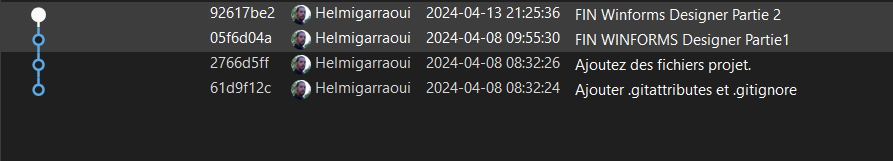 92617be2 Helmigarraoui 2024-04-13 21:25:36 FIN Winforms Designer Partie 2
05f6d04a Helmigarraoui 2024-04-08 09:55:30 FIN WINFORMS Designer Partie1
2766d5ff Helmigarraoui 2024-04-08 08:32:26 Ajoutez des fichiers projet.
61d9f12c Helmigarraoui 2024-04-08 08:32:24 Ajouter .gitattributes et .gitignore